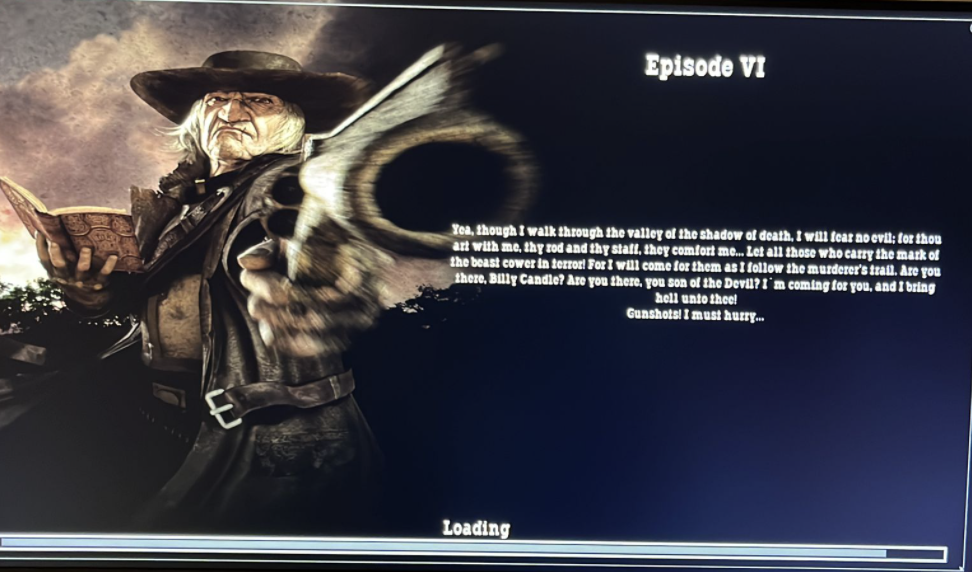 Episode VI
Yea, though I walk through the valley of the shadow of death, I will fear no evil; for thou
art with me, thy rod and thy staff, they comfort me... Let all those who carry the mark of
the beast cower in terror! For I will come for them as I follow the murderer's trail. Are you
there, Billy Candle? Are you there, you son of the Devil? I`m coming for you, and I bring
hell unto thee!
Gunshots! I must hurry...
Loading